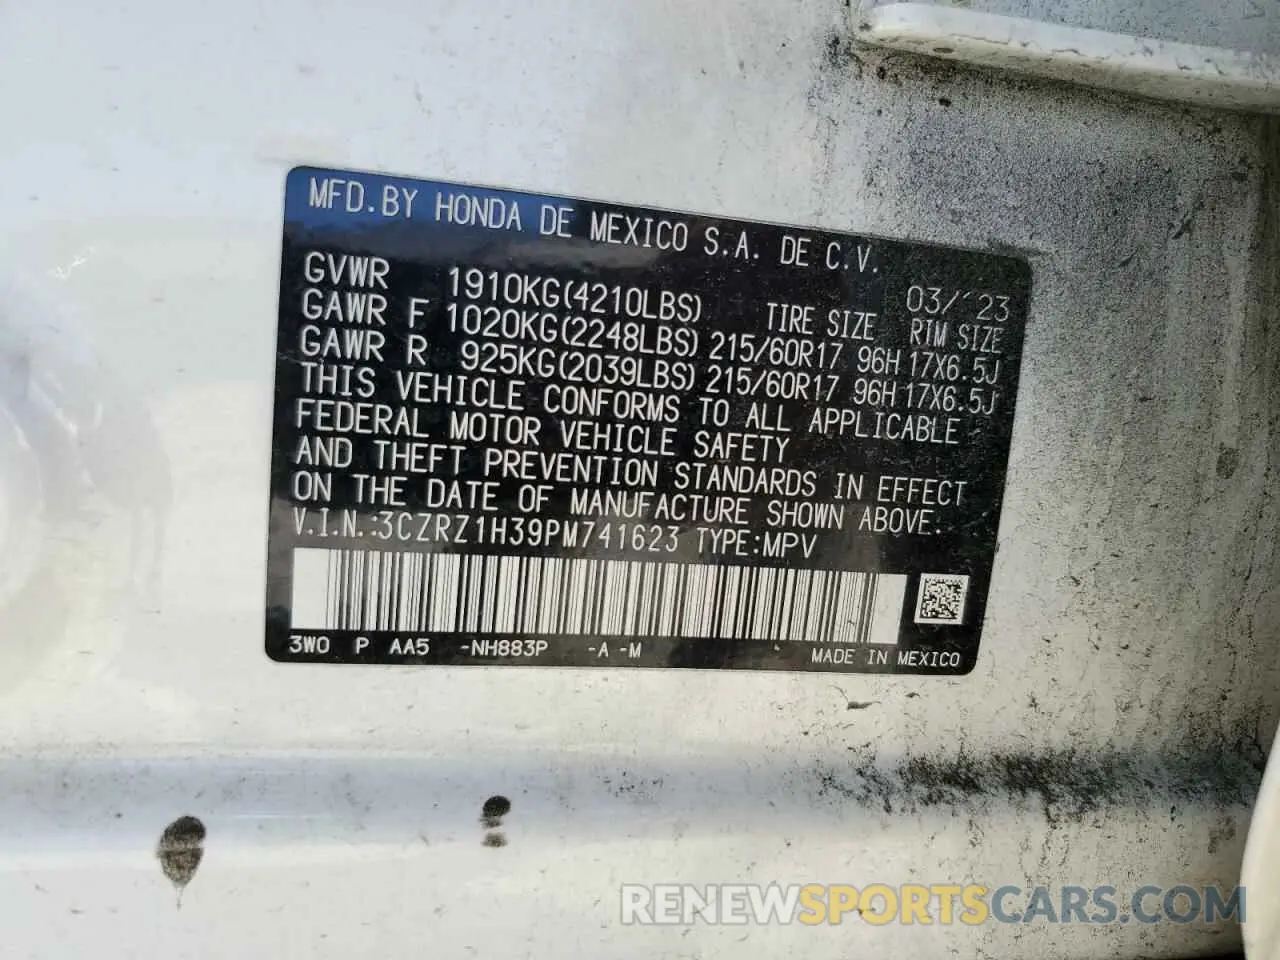 MFD.BY HONDA DE MEXICO S.A. DE C.V.
GVWR 1910KG(4210LBS) 03/'23
TIRE SIZE RIM SIZE
GAWR F 1020KG(2248LBS) 215/60R17 96H 17X6.5J
GAWR R 925KG(2039LBS) 215/60R17 96H 17X6.5J
THIS VEHICLE CONFORMS TO ALL APPLICABLE
FEDERAL MOTOR VEHICLE SAFETY
AND THEFT PREVENTION STANDARDS IN EFFECT
ON THE DATE OF MANUFACTURE SHOWN ABOVE.
V.I.N.:3CZRZ1H39PM741623 TYPE:MPV
3W0 P AA5 -NH883P -A -M MADE IN MEXICO
RENEWSPORTSCARS.COM